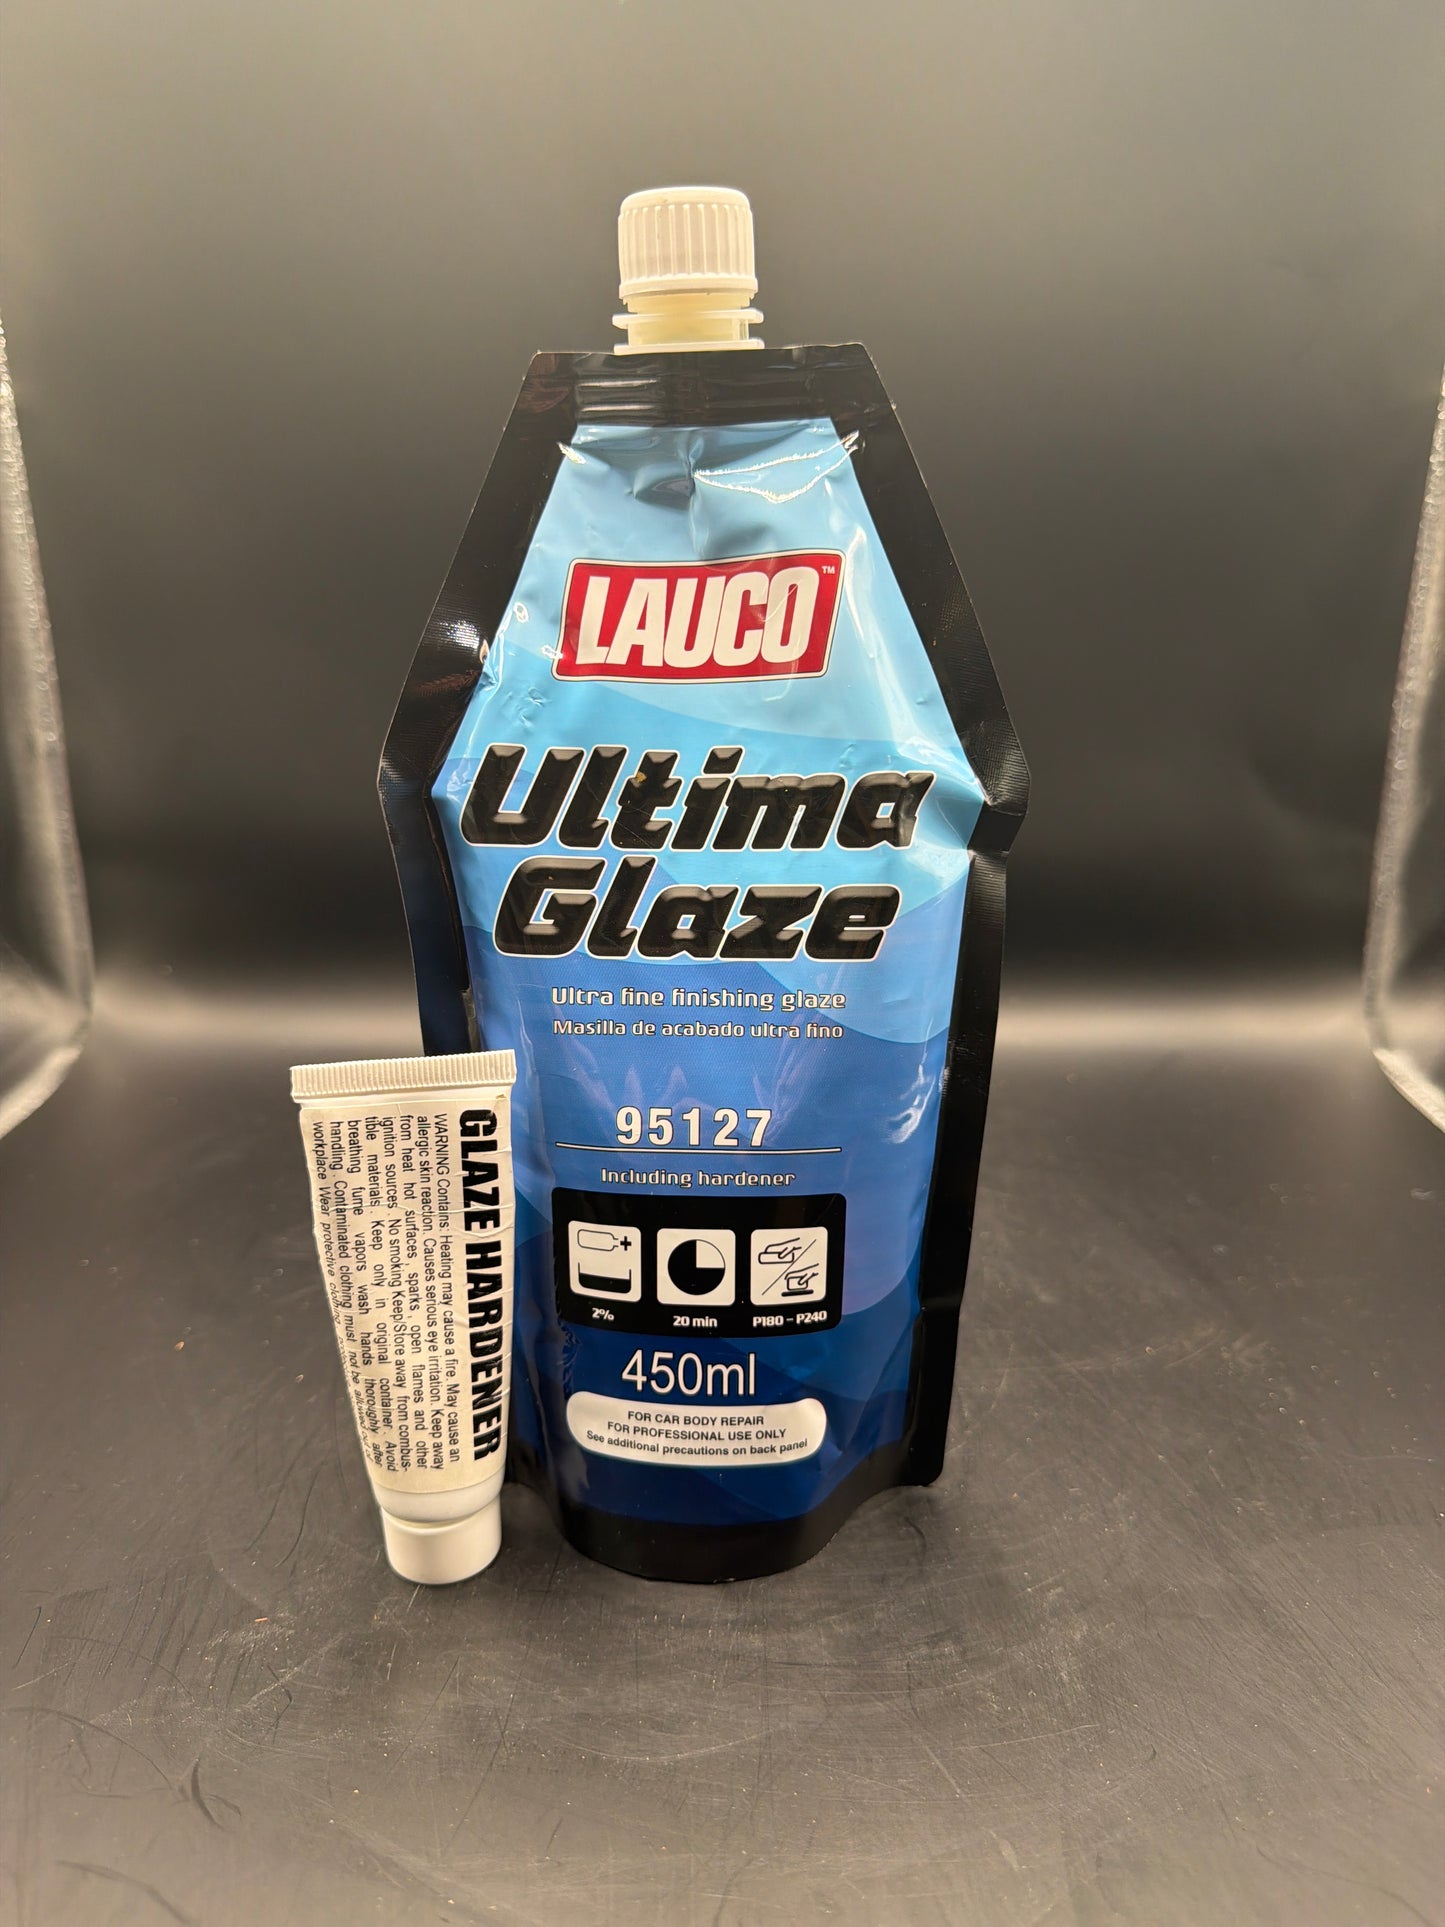 LAUCO™
Ultima
Glaze
Ultra fine finishing glaze
Masilla de acabado ultra fino
95127
Including hardener
2%
20 min
P180 - P240
450ml
FOR CAR BODY REPAIR
FOR PROFESSIONAL USE ONLY
See additional precautions on back panel
GLAZE HARDENER
WARNING Contains: Heating may cause a fire. May cause an
allergic skin reaction. Causes serious eye irritation. Keep away
from heat hot surfaces, sparks, open flames and other
ignition sources. No smoking Keep/Store away from combus-
tible materials. Keep only in original container. Avoid
breathing fume vapors wash hands thoroughly after
handling. Contaminated clothing must not be allowed out of
workplace Wear protective clothing.